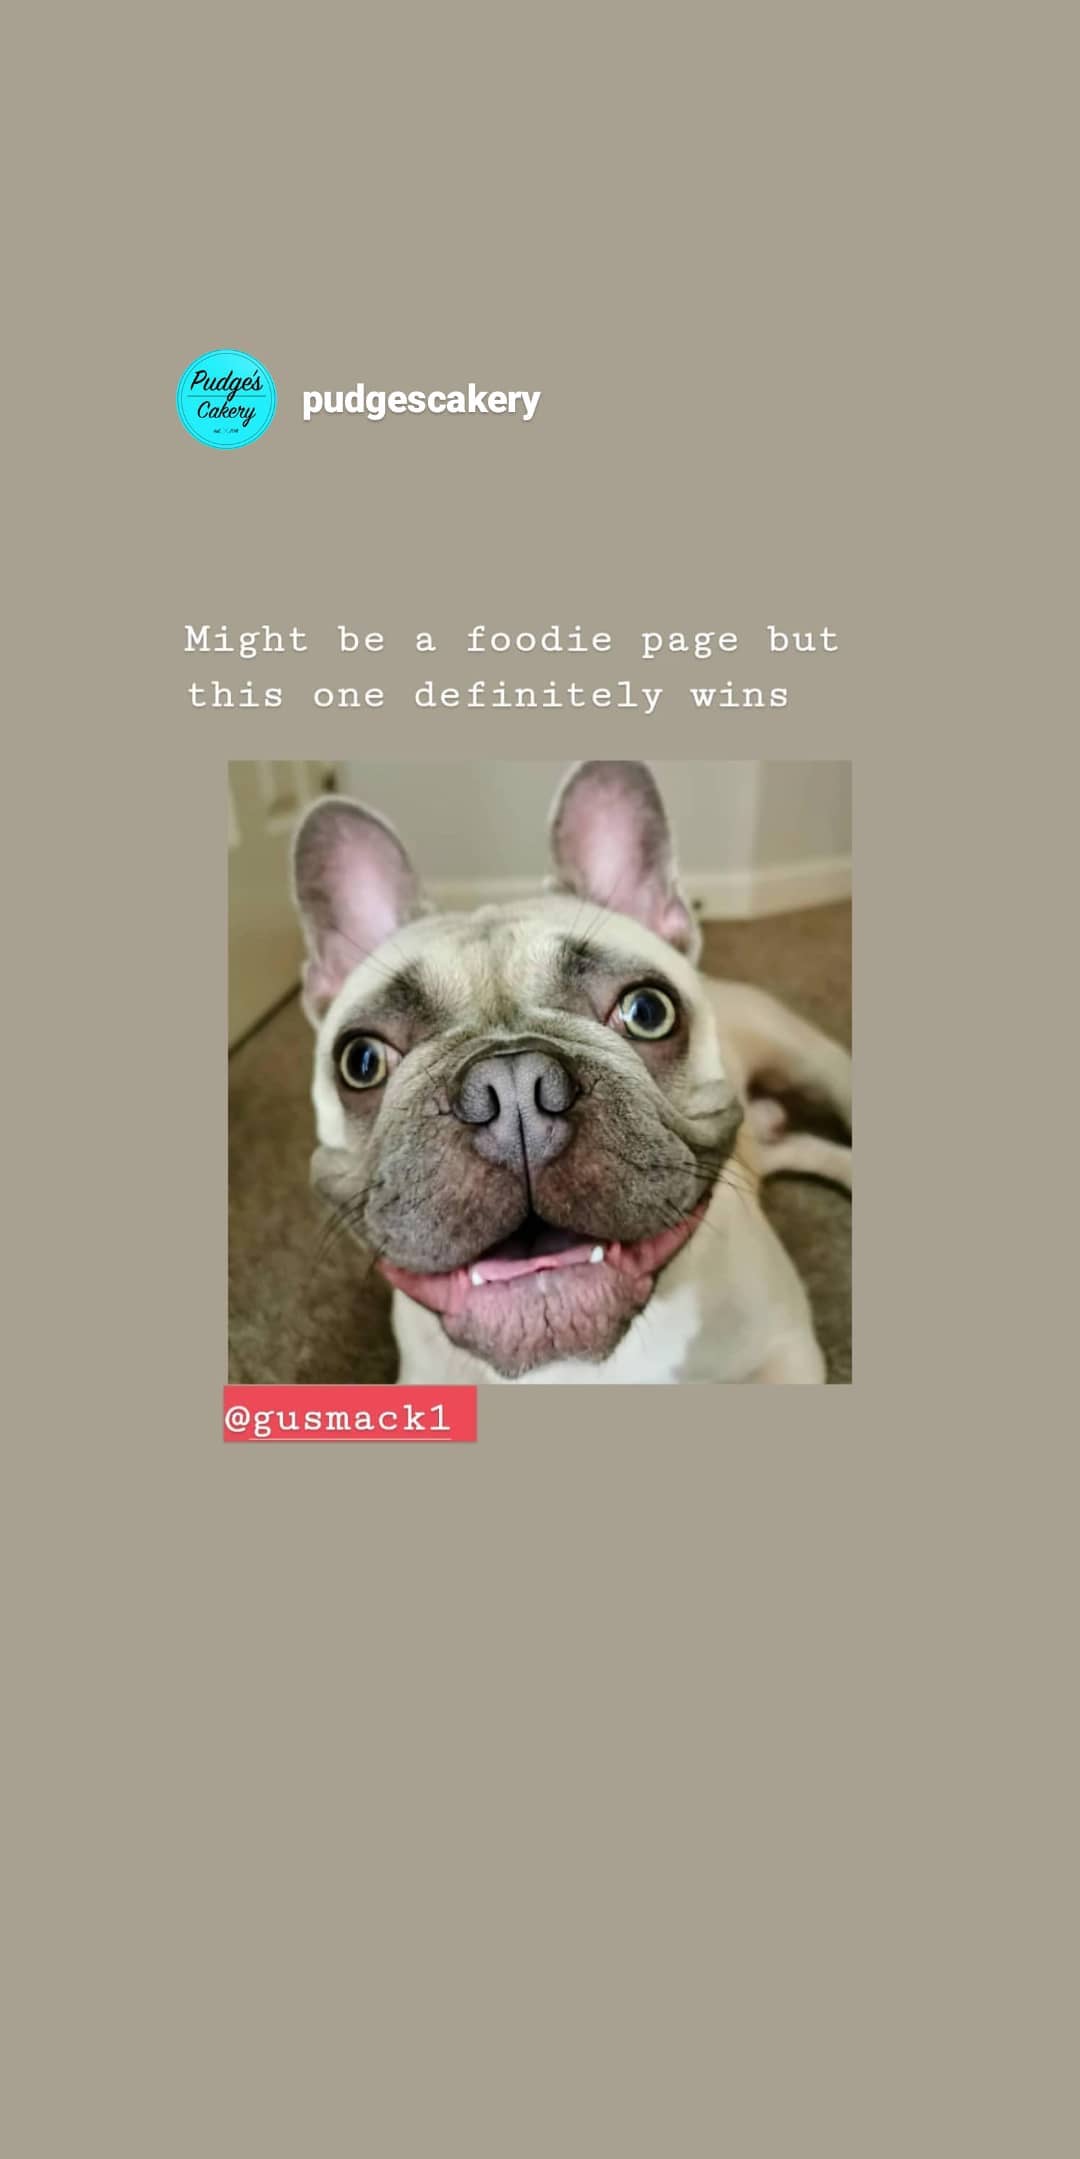 Pudge's
Cakery
pudgescakery
Might be a foodie page but
this one definitely wins
@gusmack1